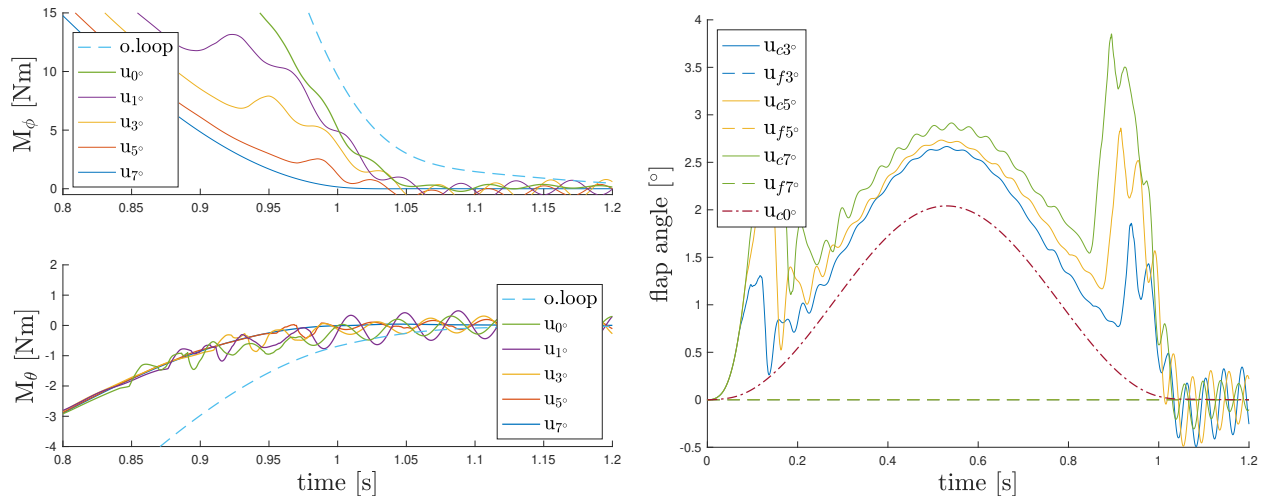 15
10
5
0
M_ϕ [Nm]
o.loop
u_0°
u_1°
u_3°
u_5°
u_7°
0.8 0.85 0.9 0.95 1 1.05 1.1 1.15 1.2
2
1
0
-1
-2
-3
-4
M_θ [Nm]
o.loop
u_0°
u_1°
u_3°
u_5°
u_7°
0.8 0.85 0.9 0.95 1 1.05 1.1 1.15 1.2
time [s]
4
3.5
3
2.5
2
1.5
1
0.5
0
-0.5
flap angle [°]
u_c3°
u_f3°
u_c5°
u_f5°
u_c7°
u_f7°
u_c0°
0 0.2 0.4 0.6 0.8 1 1.2
time [s]